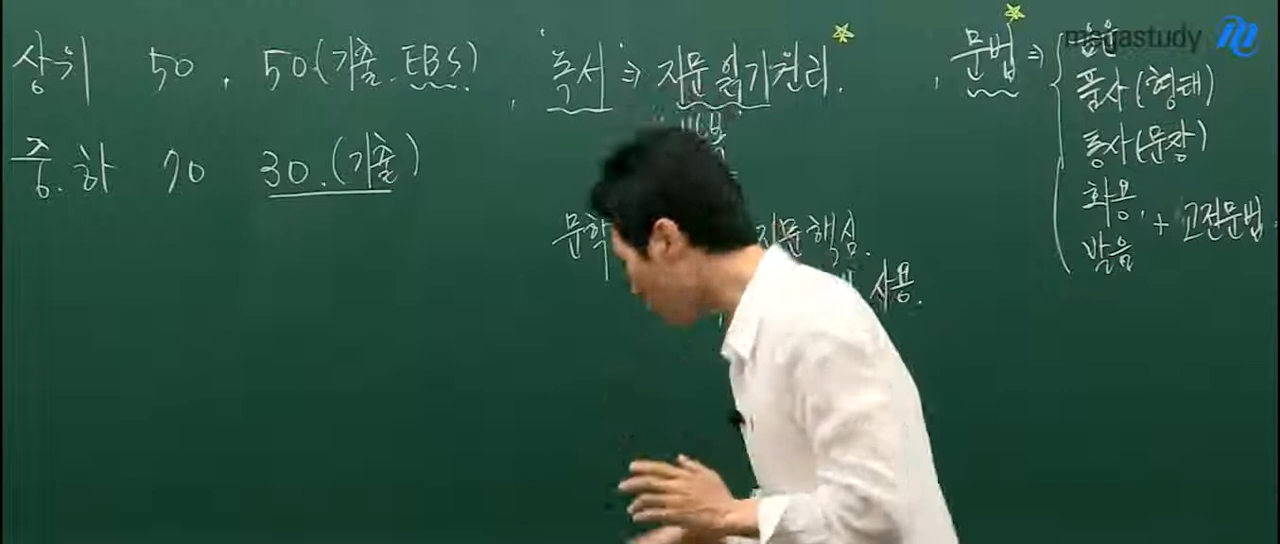 상위 50 . 50.(기출. EBS)
중.하 70 30.(기출)
, 독서 ⇒ 지문읽기원리.
문학 지문핵심.
사용.
, 문법 ⇒ { 음운
품사(형태)
통사(문장)
화용.
발음
+ 고전문법
megastudy